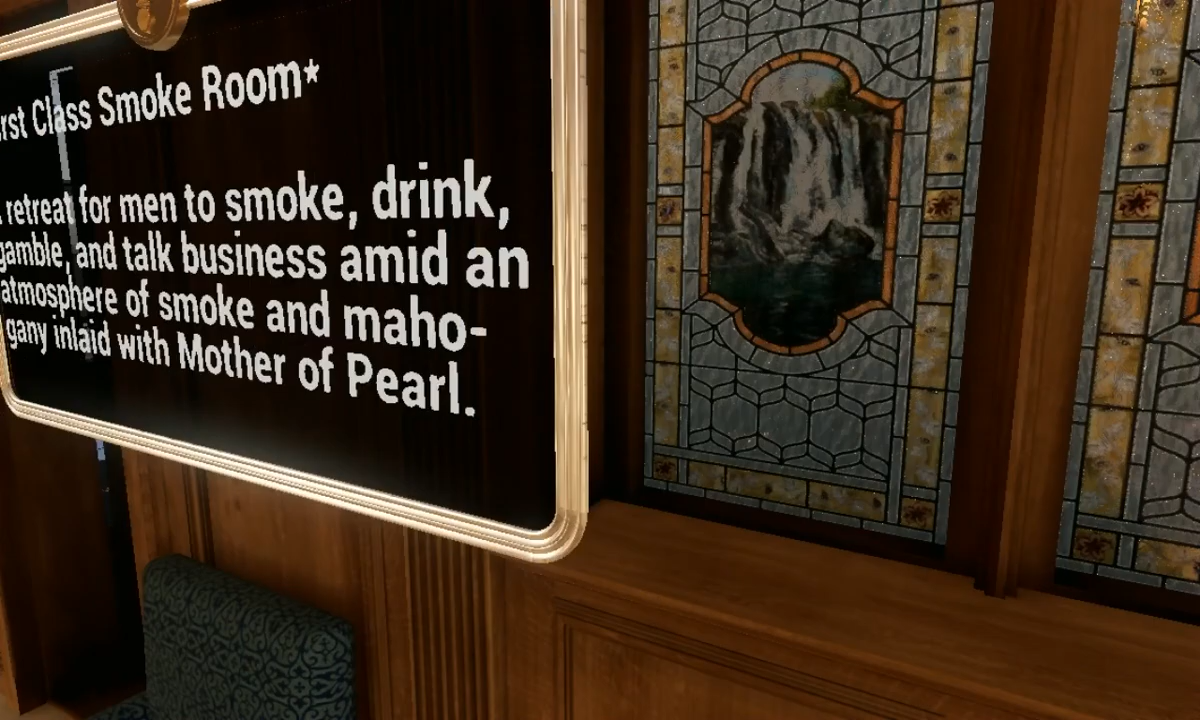 rst Class Smoke Room*
retreat for men to smoke, drink,
gamble, and talk business amid an
atmosphere of smoke and maho-
gany inlaid with Mother of Pearl.